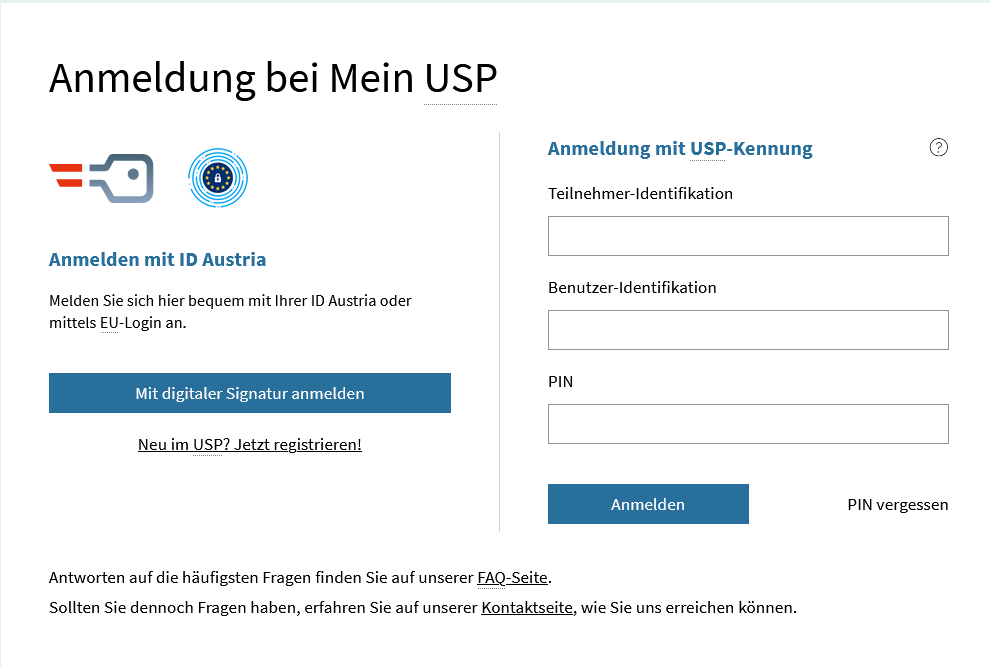 Anmeldung bei Mein USP
Anmelden mit ID Austria
Melden Sie sich hier bequem mit Ihrer ID Austria oder
mittels EU-Login an.
Mit digitaler Signatur anmelden
Neu im USP? Jetzt registrieren!
Anmeldung mit USP-Kennung
?
Teilnehmer-Identifikation
Benutzer-Identifikation
PIN
Anmelden
PIN vergessen
Antworten auf die häufigsten Fragen finden Sie auf unserer FAQ-Seite.
Sollten Sie dennoch Fragen haben, erfahren Sie auf unserer Kontaktseite, wie Sie uns erreichen können.